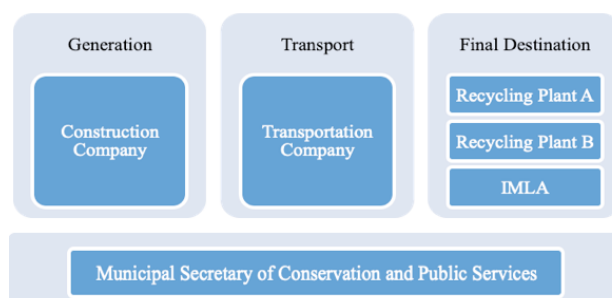 Generation
Construction
Company
Transport
Transportation
Company
Final Destination
Recycling Plant A
Recycling Plant B
IMLA
Municipal Secretary of Conservation and Public Services